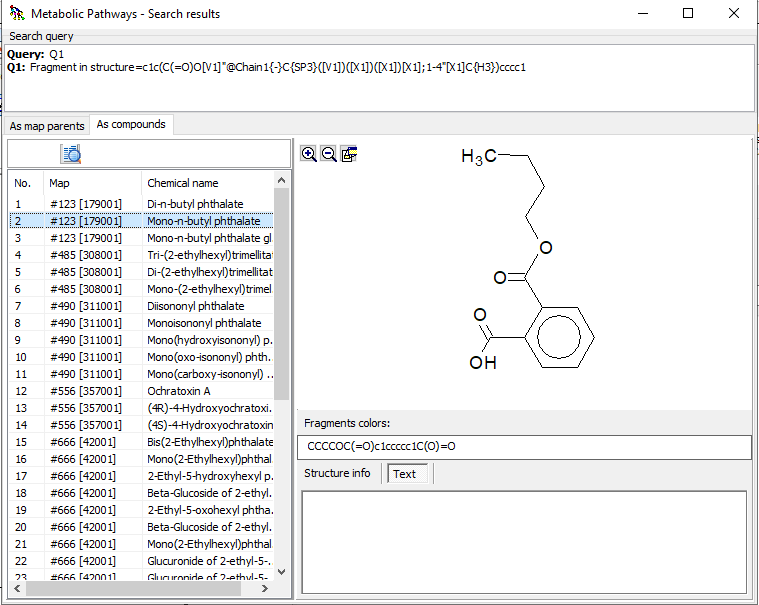 Metabolic Pathways - Search results
Search query
Query: Q1
Q1: Fragment in structure=c1c(C(=O)O[V1]"@Chain1{-}C{SP3}([V1])([X1])([X1])[X1];1-4"[X1]C{H3})cccc1
As map parents As compounds
No. Map Chemical name
1 #123 [179001] Di-n-butyl phthalate
2 #123 [179001] Mono-n-butyl phthalate
3 #123 [179001] Mono-n-butyl phthalate gl
4 #485 [308001] Tri-(2-ethylhexyl)trimellitat
5 #485 [308001] Di-(2-ethylhexyl)trimellitat
6 #485 [308001] Mono-(2-ethylhexyl)trimel..
7 #490 [311001] Diisononyl phthalate
8 #490 [311001] Monoisononyl phthalate
9 #490 [311001] Mono(hydroxyisononyl) p..
10 #490 [311001] Mono(oxo-isononyl) phth..
11 #490 [311001] Mono(carboxy-isononyl) ..
12 #556 [357001] Ochratoxin A
13 #556 [357001] (4R)-4-Hydroxyochratoxi..
14 #556 [357001] (4S)-4-Hydroxyochratoxin
15 #666 [42001] Bis(2-Ethylhexyl)phthalate
16 #666 [42001] Mono(2-Ethylhexyl)phthal
17 #666 [42001] 2-Ethyl-5-hydroxyhexyl p..
18 #666 [42001] Beta-Glucoside of 2-ethyl..
19 #666 [42001] 2-Ethyl-5-oxohexyl phtha..
20 #666 [42001] Beta-Glucoside of 2-ethyl..
21 #666 [42001] Mono(2-Ethylhexyl)phthal
22 #666 [42001] Glucuronide of 2-ethyl-5-..
23 #666 [42001] Glucuronide of 2-ethyl-5-
H3C
O
O
O
O
OH
Fragments colors:
CCCCOC(=O)c1ccccc1C(O)=O
Structure info Text